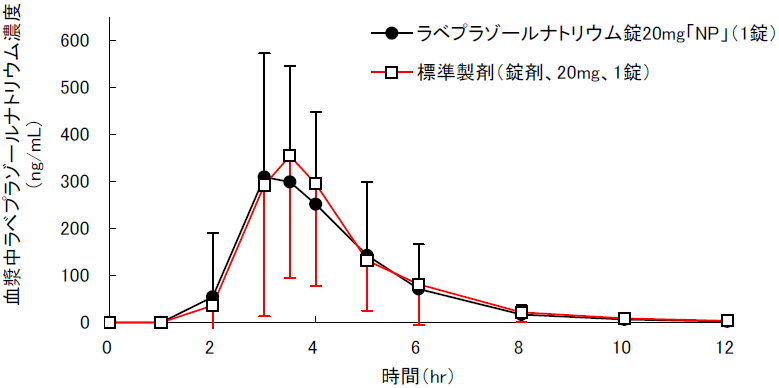 血漿中ラベプラゾールナトリウム濃度
(ng/mL)
600
500
400
300
200
100
0
ラベプラゾールナトリウム錠20mg「NP」(1錠)
標準製剤(錠剤、20mg、1錠)
0 2 4 6 8 10 12
時間(hr)